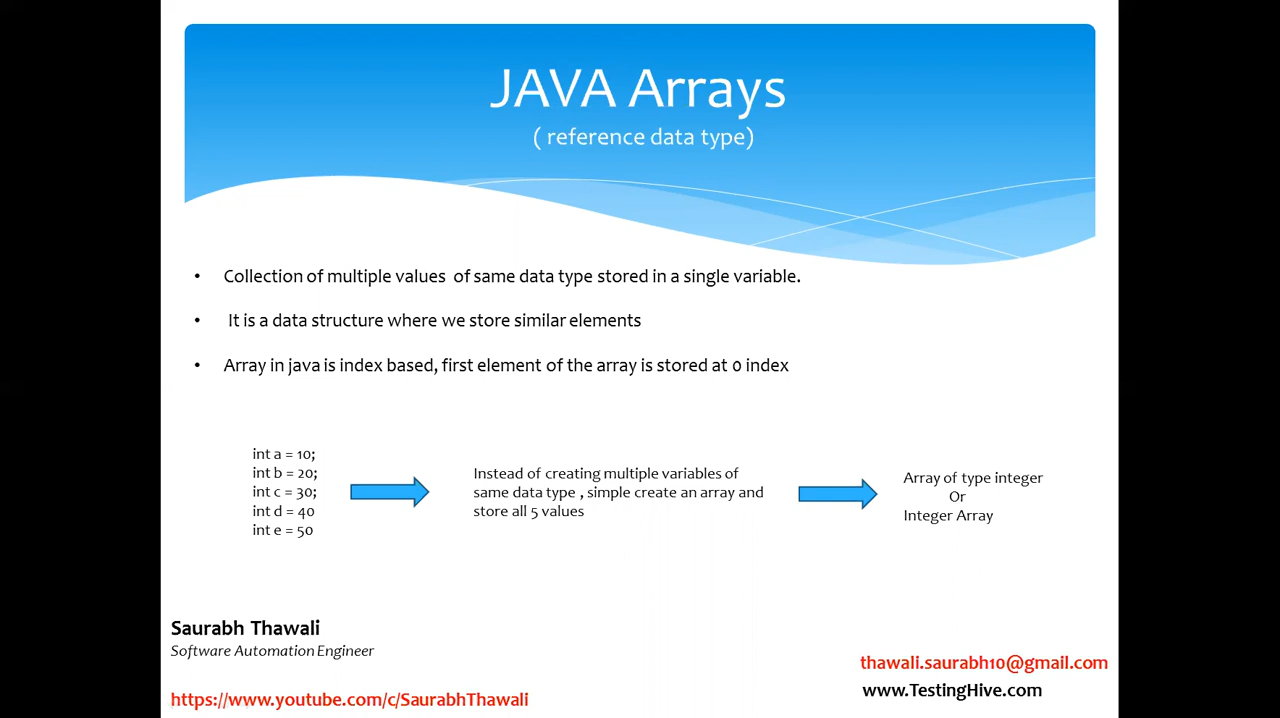 JAVA Arrays
( reference data type)
• Collection of multiple values of same data type stored in a single variable.
• It is a data structure where we store similar elements
• Array in java is index based, first element of the array is stored at 0 index
int a = 10;
int b = 20;
int c = 30;
int d = 40
int e = 50
Instead of creating multiple variables of
same data type , simple create an array and
store all 5 values
Array of type integer
Or
Integer Array
Saurabh Thawali
Software Automation Engineer
https://www.youtube.com/c/SaurabhThawali
thawali.saurabh10@gmail.com
www.TestingHive.com